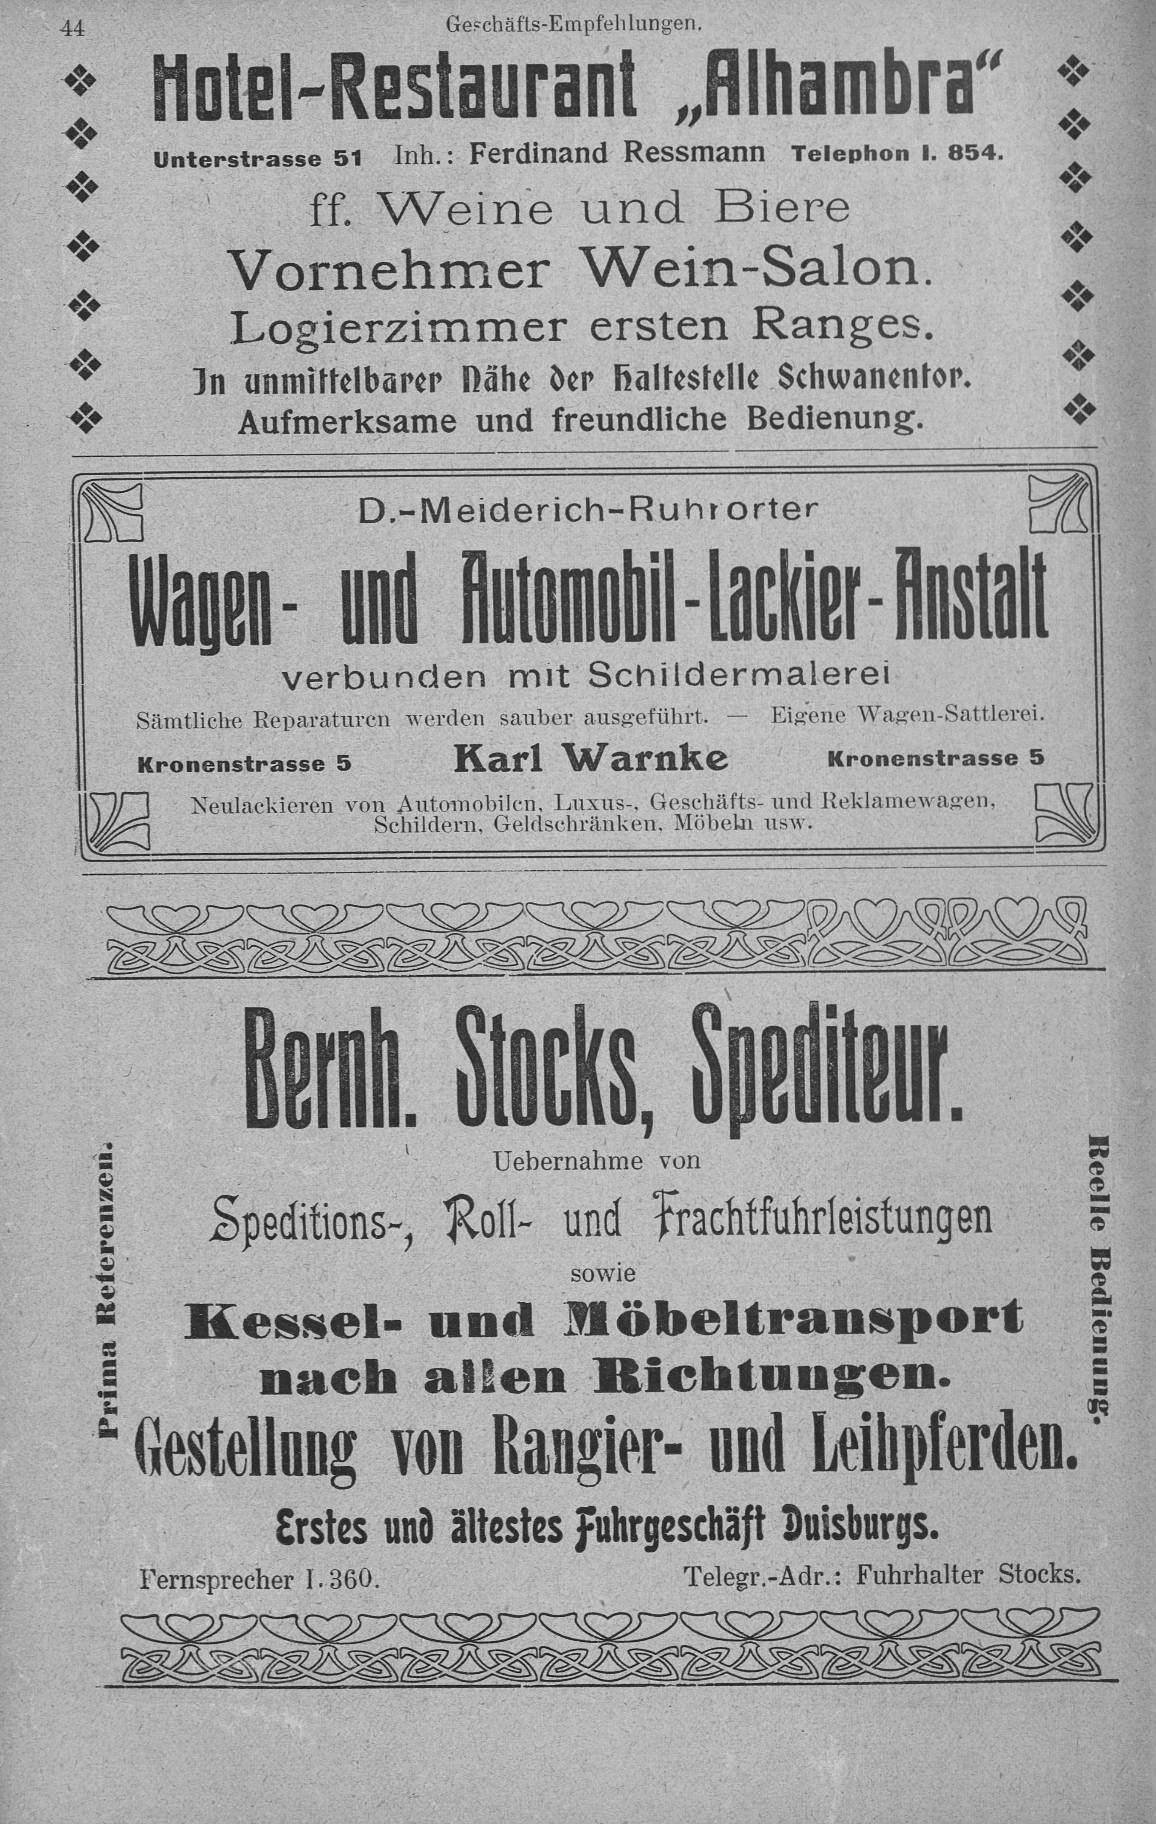 44
Geschäfts-Empfehlungen.
Hotel-Restaurant „Alhambra“
Unterstrasse 51 Inh.: Ferdinand Ressmann Telephon I. 854.
ff. Weine und Biere
Vornehmer Wein-Salon.
Logierzimmer ersten Ranges.
In unmittelbarer Nähe der Haltestelle Schwanentor.
Aufmerksame und freundliche Bedienung.
D.-Meiderich-Ruhrorter
Wagen- und Automobil-Lackier-Anstalt
verbunden mit Schildermalerei
Sämtliche Reparaturen werden sauber ausgeführt. — Eigene Wagen-Sattlerei.
Kronenstrasse 5 Karl Warnke Kronenstrasse 5
Neulackieren von Automobilen, Luxus-, Geschäfts- und Reklamewagen,
Schildern, Geldschränken, Möbeln usw.
Bernh. Stocks, Spediteur.
Uebernahme von
Speditions-, Roll- und Frachtfuhrleistungen
sowie
Kessel- und Möbeltransport
nach allen Richtungen.
Gestellung von Rangier- und Leihpferden.
Erstes und ältestes Fuhrgeschäft Duisburgs.
Fernsprecher I. 360. Telegr.-Adr.: Fuhrhalter Stocks.
Prima Referenzen.
Reelle Bedienung.